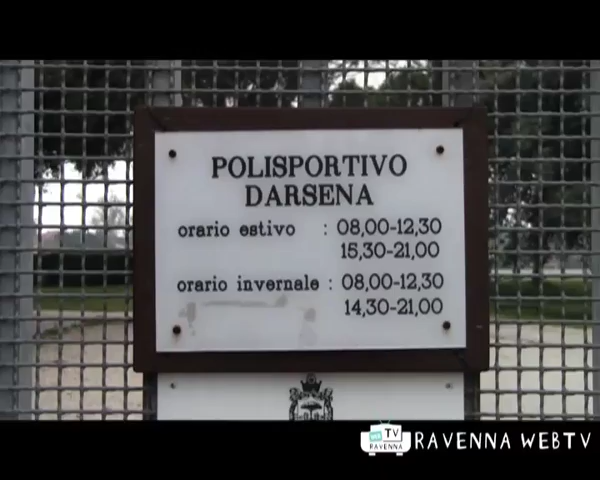 POLISPORTIVO
DARSENA
orario estivo : 08,00-12,30
15,30-21,00
orario invernale : 08,00-12,30
14,30-21,00
WEB TV
RAVENNA
RAVENNA WEBTV